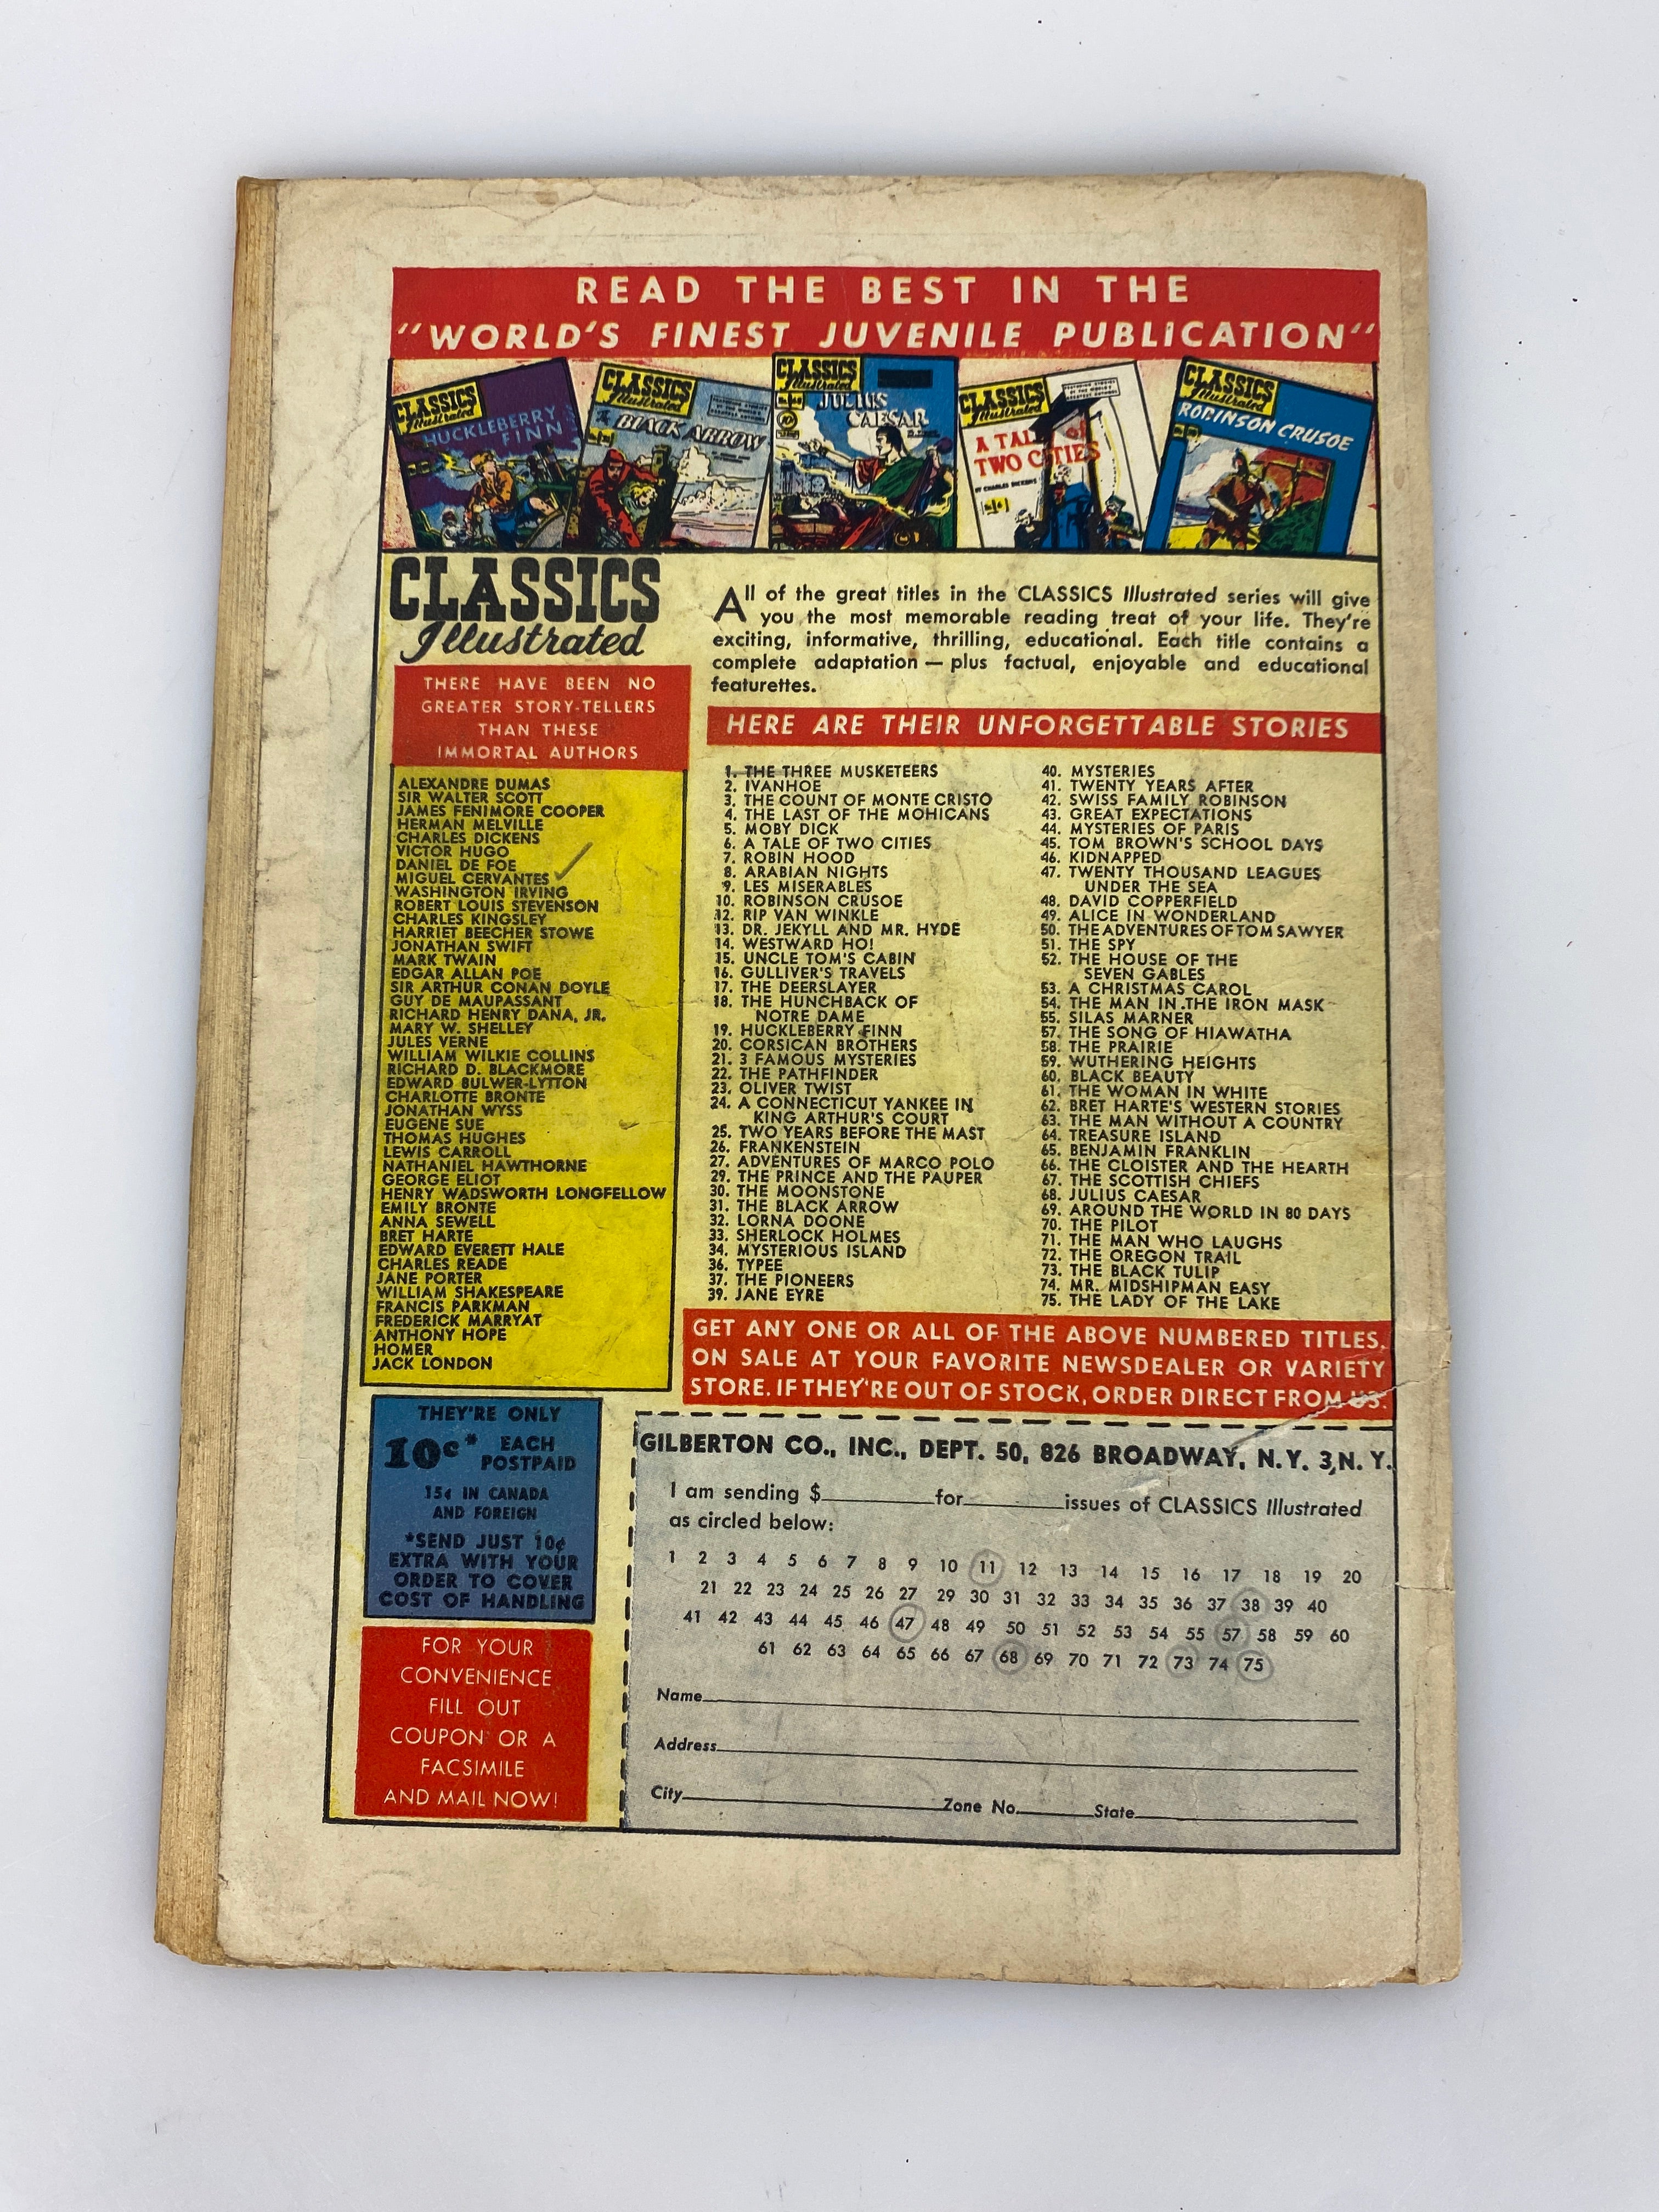 READ THE BEST IN THE
"WORLD'S FINEST JUVENILE PUBLICATION"
CLASSICS
Illustrated
HUCKLEBERRY
FINN
CLASSICS
Illustrated
The
BLACK ARROW
CLASSICS
Illustrated
JULIUS
CAESAR
10¢
CLASSICS
Illustrated
FEATURING STORIES
BY THE WORLD'S
GREATEST AUTHORS
A TALE of
TWO CITIES
BY CHARLES DICKENS
CLASSICS
Illustrated
ROBINSON CRUSOE
CLASSICS
Illustrated
All of the great titles in the CLASSICS Illustrated series will give
you the most memorable reading treat of your life. They're
exciting, informative, thrilling, educational. Each title contains a
complete adaptation — plus factual, enjoyable and educational
featurettes.
THERE HAVE BEEN NO
GREATER STORY-TELLERS
THAN THESE
IMMORTAL AUTHORS
ALEXANDRE DUMAS
SIR WALTER SCOTT
JAMES FENIMORE COOPER
HERMAN MELVILLE
CHARLES DICKENS
VICTOR HUGO
DANIEL DE FOE
MIGUEL CERVANTES
WASHINGTON IRVING
ROBERT LOUIS STEVENSON
CHARLES KINGSLEY
HARRIET BEECHER STOWE
JONATHAN SWIFT
MARK TWAIN
EDGAR ALLAN POE
SIR ARTHUR CONAN DOYLE
GUY DE MAUPASSANT
RICHARD HENRY DANA, JR.
MARY W. SHELLEY
JULES VERNE
WILLIAM WILKIE COLLINS
RICHARD D. BLACKMORE
EDWARD BULWER-LYTTON
CHARLOTTE BRONTE
JONATHAN WYSS
EUGENE SUE
THOMAS HUGHES
LEWIS CARROLL
NATHANIEL HAWTHORNE
GEORGE ELIOT
HENRY WADSWORTH LONGFELLOW
EMILY BRONTE
ANNA SEWELL
BRET HARTE
EDWARD EVERETT HALE
CHARLES READE
JANE PORTER
WILLIAM SHAKESPEARE
FRANCIS PARKMAN
FREDERICK MARRYAT
ANTHONY HOPE
HOMER
JACK LONDON
HERE ARE THEIR UNFORGETTABLE STORIES
1. THE THREE MUSKETEERS
2. IVANHOE
3. THE COUNT OF MONTE CRISTO
4. THE LAST OF THE MOHICANS
5. MOBY DICK
6. A TALE OF TWO CITIES
7. ROBIN HOOD
8. ARABIAN NIGHTS
9. LES MISERABLES
10. ROBINSON CRUSOE
12. RIP VAN WINKLE
13. DR. JEKYLL AND MR. HYDE
14. WESTWARD HO!
15. UNCLE TOM'S CABIN
16. GULLIVER'S TRAVELS
17. THE DEERSLAYER
18. THE HUNCHBACK OF
NOTRE DAME
19. HUCKLEBERRY FINN
20. CORSICAN BROTHERS
21. 3 FAMOUS MYSTERIES
22. THE PATHFINDER
23. OLIVER TWIST
24. A CONNECTICUT YANKEE IN
KING ARTHUR'S COURT
25. TWO YEARS BEFORE THE MAST
26. FRANKENSTEIN
27. ADVENTURES OF MARCO POLO
29. THE PRINCE AND THE PAUPER
30. THE MOONSTONE
31. THE BLACK ARROW
32. LORNA DOONE
33. SHERLOCK HOLMES
34. MYSTERIOUS ISLAND
36. TYPEE
37. THE PIONEERS
39. JANE EYRE
40. MYSTERIES
41. TWENTY YEARS AFTER
42. SWISS FAMILY ROBINSON
43. GREAT EXPECTATIONS
44. MYSTERIES OF PARIS
45. TOM BROWN'S SCHOOL DAYS
46. KIDNAPPED
47. TWENTY THOUSAND LEAGUES
UNDER THE SEA
48. DAVID COPPERFIELD
49. ALICE IN WONDERLAND
50. THE ADVENTURES OF TOM SAWYER
51. THE SPY
52. THE HOUSE OF THE
SEVEN GABLES
53. A CHRISTMAS CAROL
54. THE MAN IN THE IRON MASK
55. SILAS MARNER
57. THE SONG OF HIAWATHA
58. THE PRAIRIE
59. WUTHERING HEIGHTS
60. BLACK BEAUTY
61. THE WOMAN IN WHITE
62. BRET HARTE'S WESTERN STORIES
63. THE MAN WITHOUT A COUNTRY
64. TREASURE ISLAND
65. BENJAMIN FRANKLIN
66. THE CLOISTER AND THE HEARTH
67. THE SCOTTISH CHIEFS
68. JULIUS CAESAR
69. AROUND THE WORLD IN 80 DAYS
70. THE PILOT
71. THE MAN WHO LAUGHS
72. THE OREGON TRAIL
73. THE BLACK TULIP
74. MR. MIDSHIPMAN EASY
75. THE LADY OF THE LAKE
GET ANY ONE OR ALL OF THE ABOVE NUMBERED TITLES,
ON SALE AT YOUR FAVORITE NEWSDEALER OR VARIETY
STORE. IF THEY'RE OUT OF STOCK, ORDER DIRECT FROM US.
THEY'RE ONLY
10¢* EACH
POSTPAID
15¢ IN CANADA
AND FOREIGN
*SEND JUST 10¢
EXTRA WITH YOUR
ORDER TO COVER
COST OF HANDLING
FOR YOUR
CONVENIENCE
FILL OUT
COUPON OR A
FACSIMILE
AND MAIL NOW!
GILBERTON CO., INC., DEPT. 50, 826 BROADWAY, N.Y. 3, N.Y.
I am sending $ for issues of CLASSICS Illustrated
as circled below:
1 2 3 4 5 6 7 8 9 10 11 12 13 14 15 16 17 18 19 20
21 22 23 24 25 26 27 29 30 31 32 33 34 35 36 37 38 39 40
41 42 43 44 45 46 47 48 49 50 51 52 53 54 55 57 58 59 60
61 62 63 64 65 66 67 68 69 70 71 72 73 74 75
Name
Address
City Zone No. State